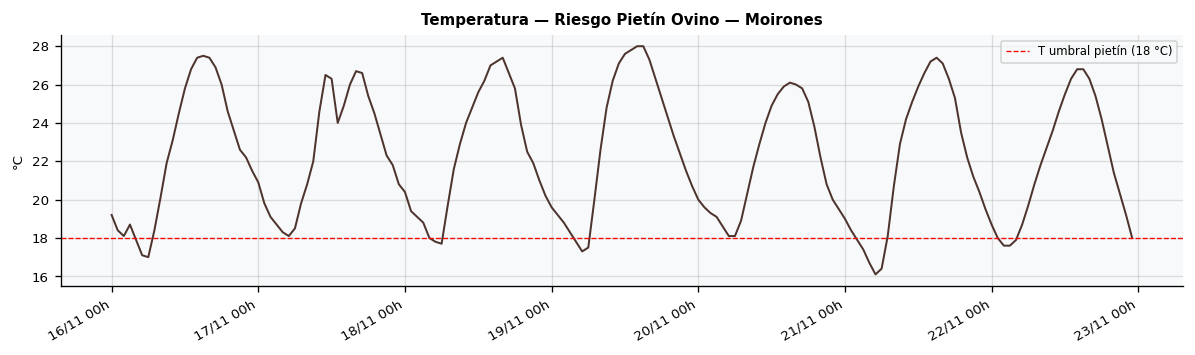 Temperatura — Riesgo Pietín Ovino — Moirones
T umbral pietín (18 °C)
°C
28
26
24
22
20
18
16
16/11 00h
17/11 00h
18/11 00h
19/11 00h
20/11 00h
21/11 00h
22/11 00h
23/11 00h